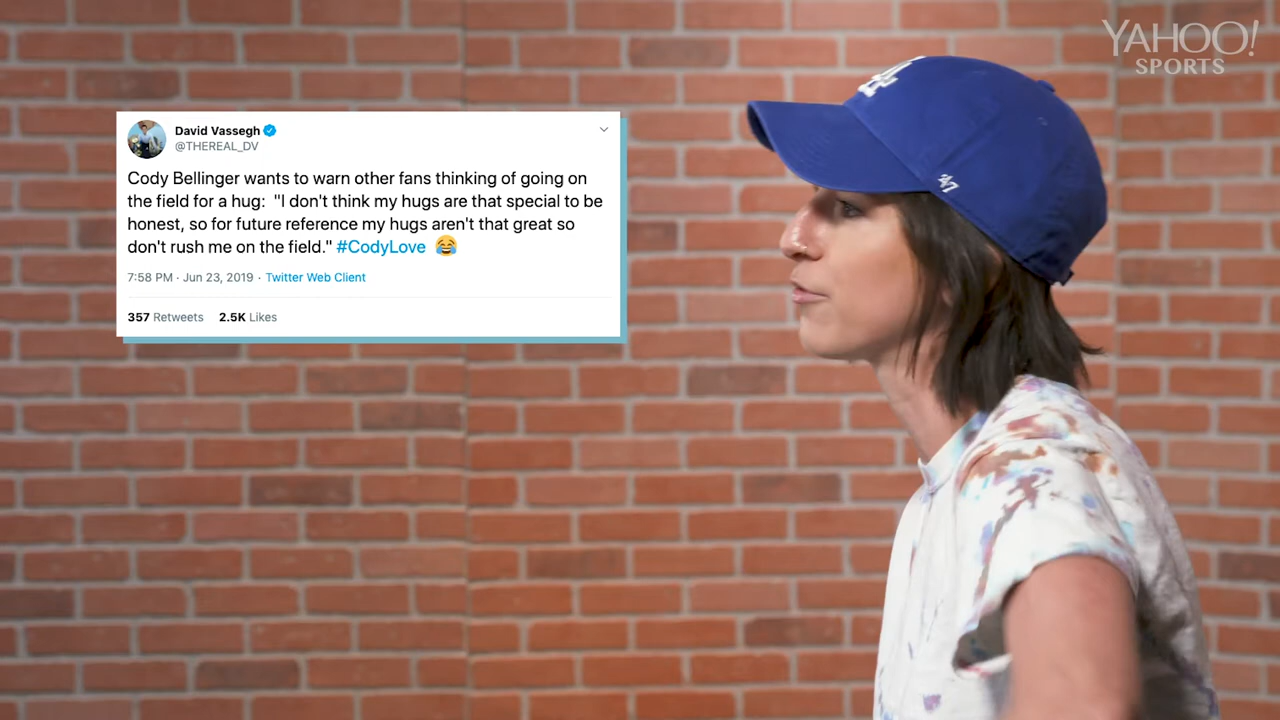 YAHOO!
SPORTS
LA
'47
David Vassegh
@THEREAL_DV
Cody Bellinger wants to warn other fans thinking of going on
the field for a hug:  "I don't think my hugs are that special to be
honest, so for future reference my hugs aren't that great so
don't rush me on the field." #CodyLove 😂
7:58 PM · Jun 23, 2019 · Twitter Web Client
357 Retweets 2.5K Likes